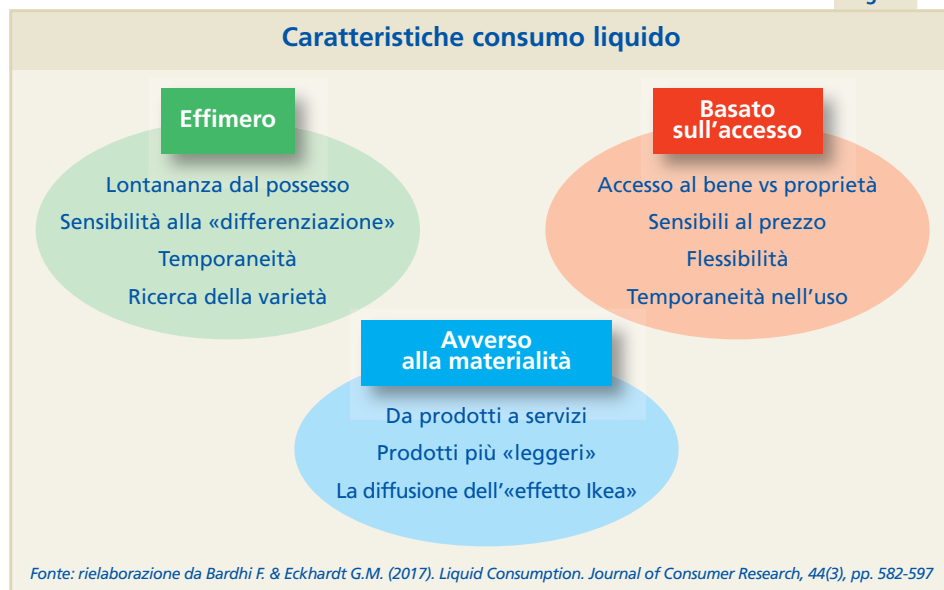 Caratteristiche consumo liquido
Effimero
Lontananza dal possesso
Sensibilità alla «differenziazione»
Temporaneità
Ricerca della varietà
Basato
sull’accesso
Accesso al bene vs proprietà
Sensibili al prezzo
Flessibilità
Temporaneità nell’uso
Avverso
alla materialità
Da prodotti a servizi
Prodotti più «leggeri»
La diffusione dell’«effetto Ikea»
Fonte: rielaborazione da Bardhi F. & Eckhardt G.M. (2017). Liquid Consumption. Journal of Consumer Research, 44(3), pp. 582-597